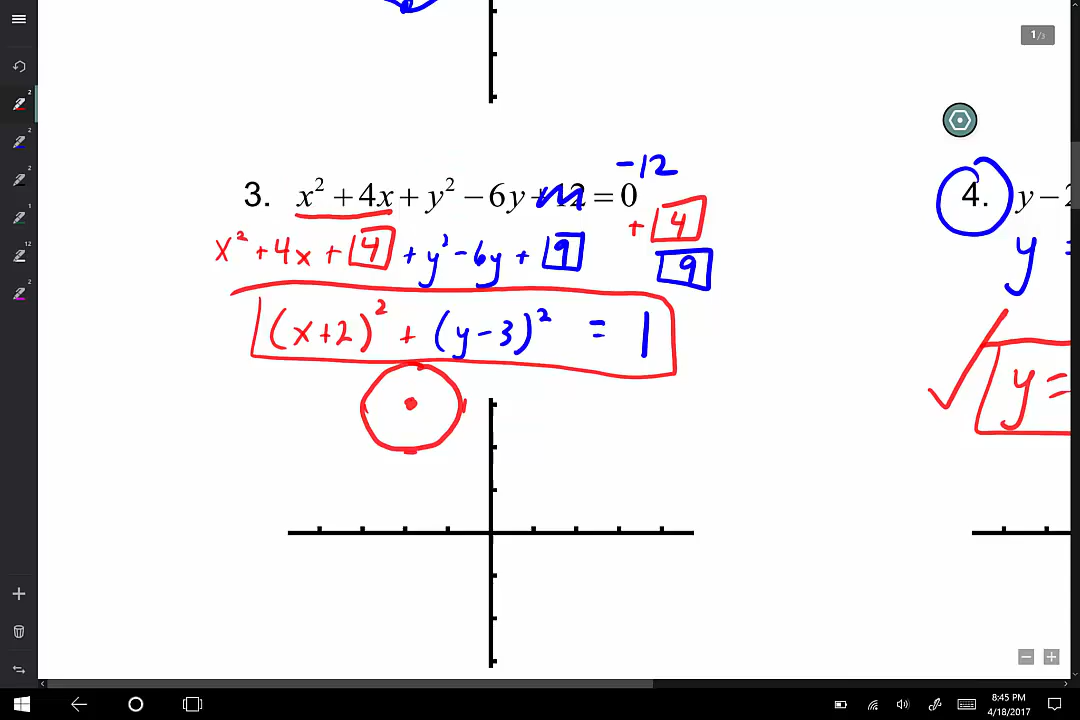 1/3
-12
3. x² + 4x + y² − 6y + 12 = 0
4. y − 2
+ 4
x² + 4x + 4 + y² - 6y + 9 9
y =
(x+2)² + (y-3)² = 1
y =
8:45 PM
4/18/2017